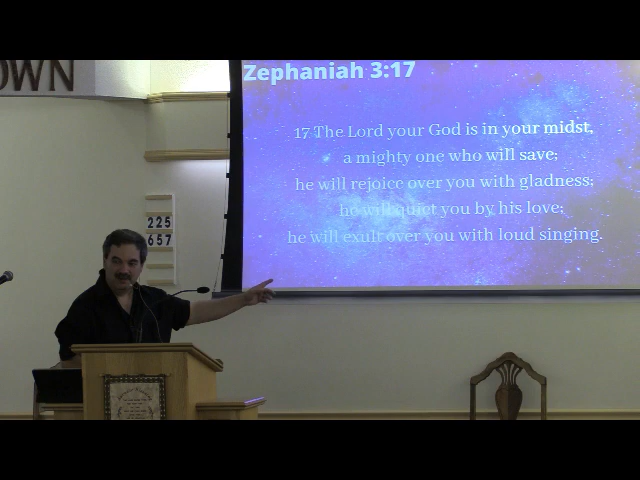 OWN
Zephaniah 3:17
17 The Lord your God is in your midst,
a mighty one who will save;
he will rejoice over you with gladness;
he will quiet you by his love;
he will exult over you with loud singing.
225
657